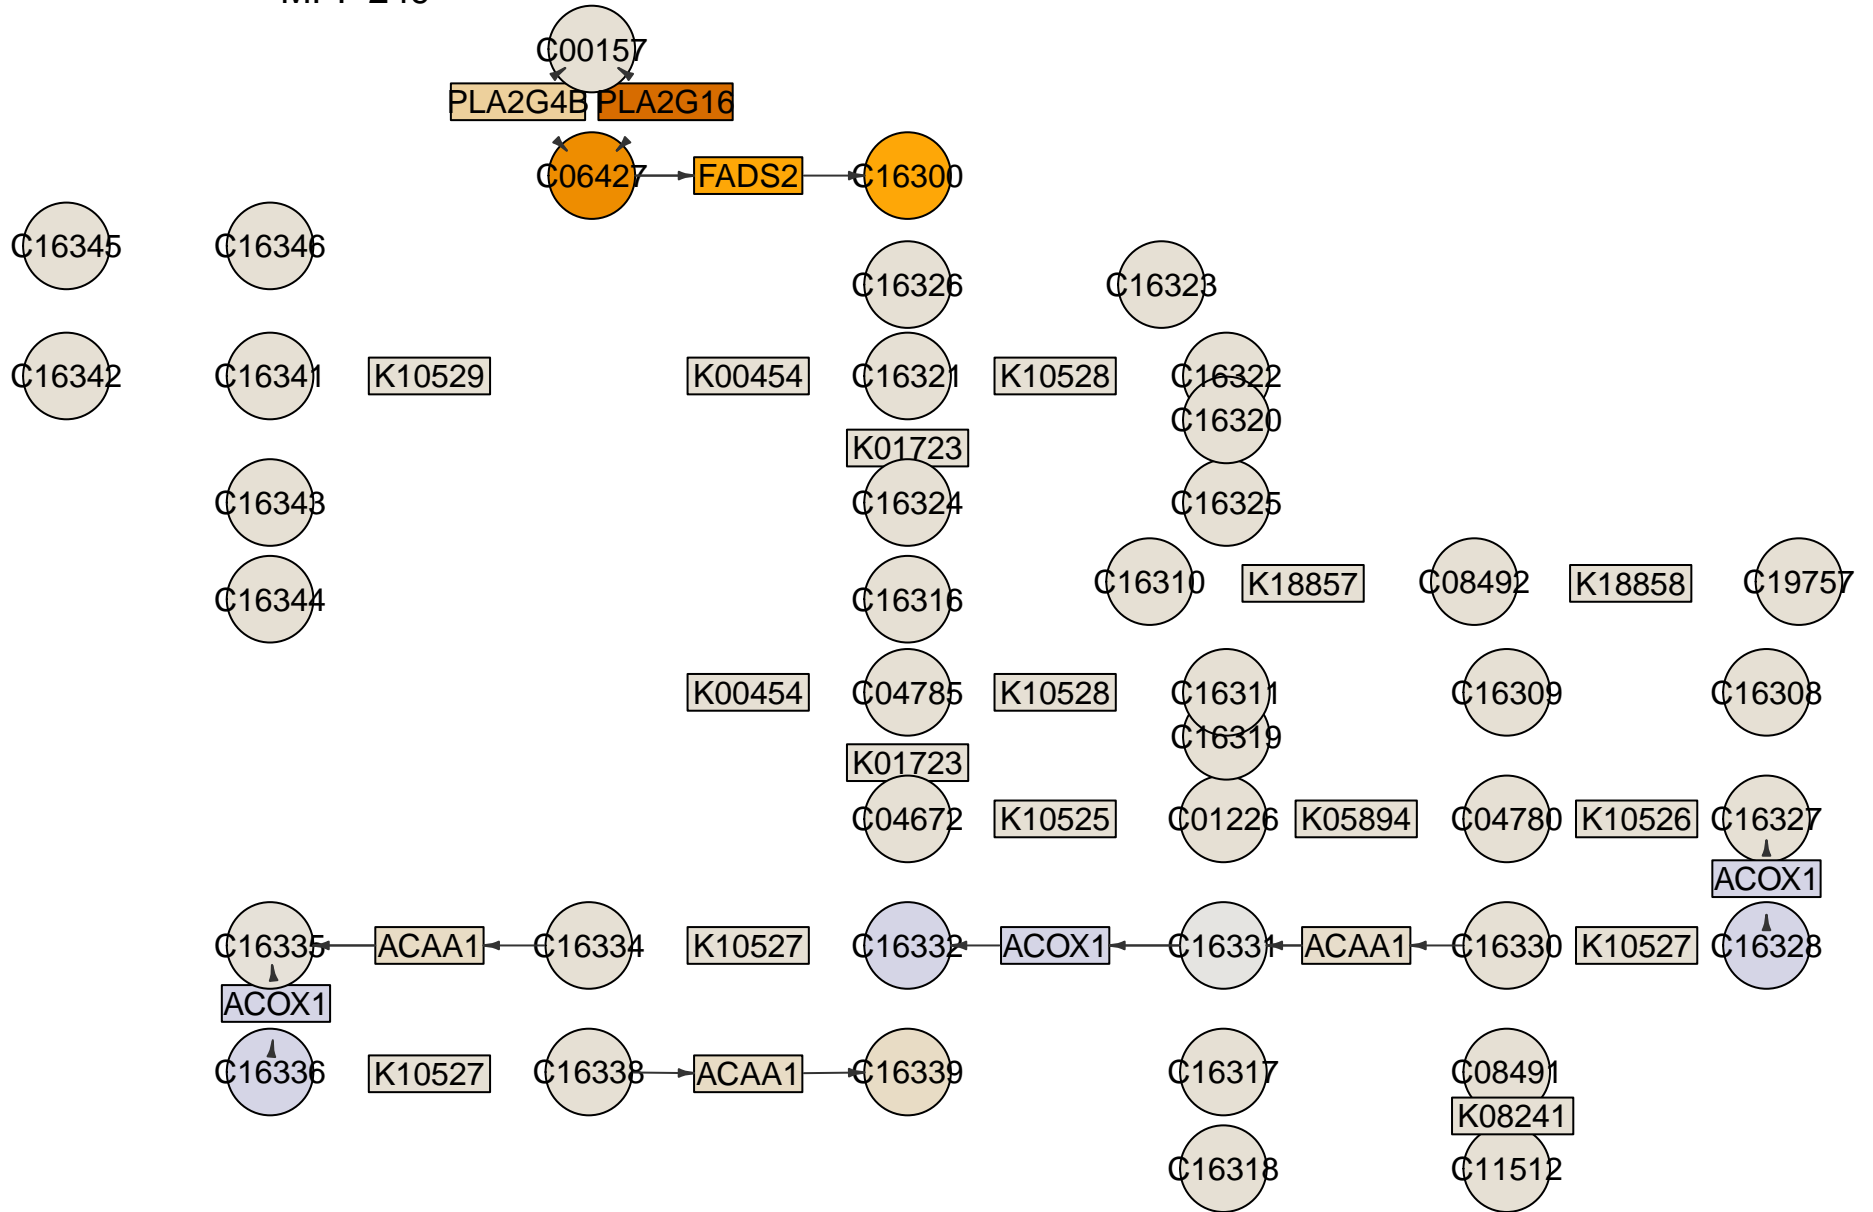 C00157
PLA2G4B PLA2G16
C06427 FADS2 C16300
C16345 C16346
C16326 C16323
C16342 C16341 K10529 K00454 C16321 K10528 C16322
C16320
K01723
C16343 C16324 C16325
C16310 K18857 C08492 K18858 C19757
C16344 C16316
K00454 C04785 K10528 C16311 C16309 C16308
C16319
K01723
C04672 K10525 C01226 K05894 C04780 K10526 C16327
ACOX1
C16335 ACAA1 C16334 K10527 C16332 ACOX1 C16331 ACAA1 C16330 K10527 C16328
ACOX1
C16336 K10527 C16338 ACAA1 C16339 C16317 C08491
K08241
C16318 C11512